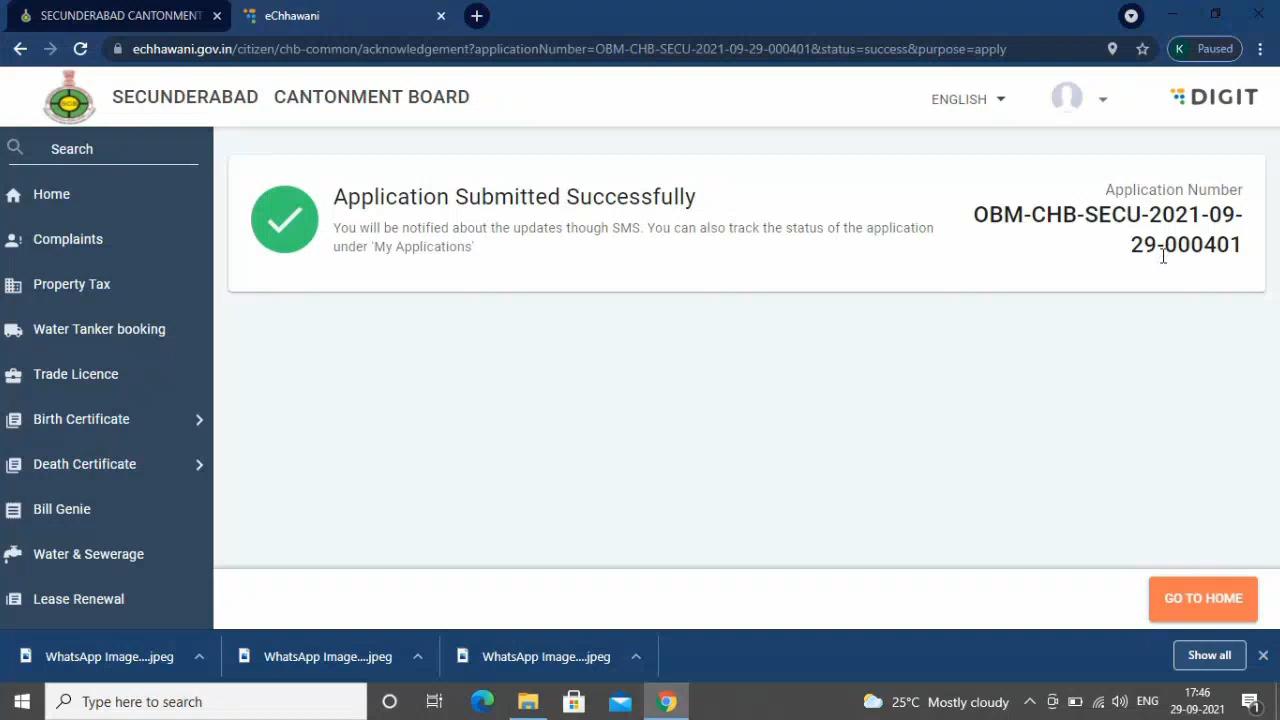 SECUNDERABAD CANTONMENT
eChhawani
echhawani.gov.in/citizen/chb-common/acknowledgement?applicationNumber=OBM-CHB-SECU-2021-09-29-000401&status=success&purpose=apply
K Paused
SECUNDERABAD CANTONMENT BOARD
ENGLISH
DIGIT
Search
Home
Complaints
Property Tax
Water Tanker booking
Trade Licence
Birth Certificate
Death Certificate
Bill Genie
Water & Sewerage
Lease Renewal
Application Submitted Successfully
You will be notified about the updates though SMS. You can also track the status of the application
under 'My Applications'
Application Number
OBM-CHB-SECU-2021-09-
29-000401
GO TO HOME
WhatsApp Image....jpeg
WhatsApp Image....jpeg
WhatsApp Image....jpeg
Show all
Type here to search
25°C Mostly cloudy
ENG
17:46
29-09-2021
1